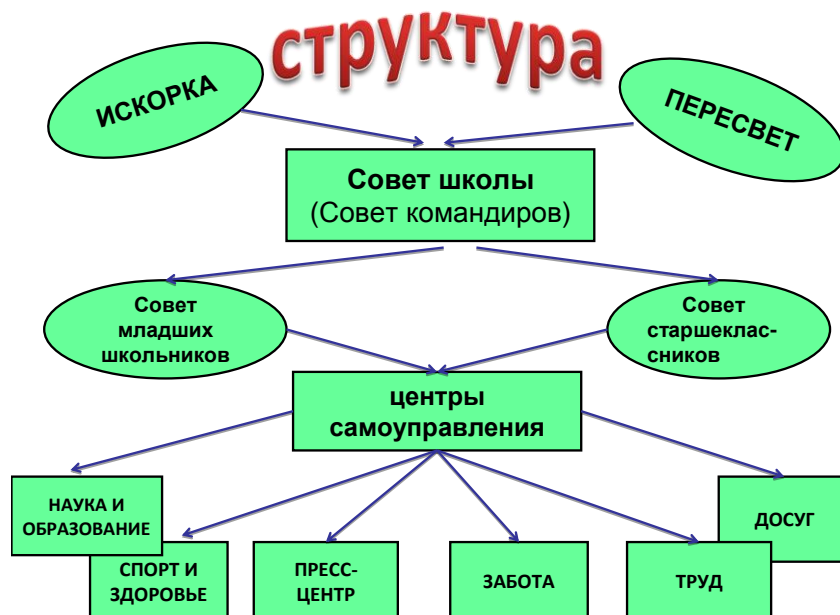 структура
ИСКОРКА
ПЕРЕСВЕТ
Совет школы
(Совет командиров)
Совет
младших
школьников
Совет
старшеклас-
сников
центры
самоуправления
НАУКА И
ОБРАЗОВАНИЕ
ДОСУГ
СПОРТ И
ЗДОРОВЬЕ
ПРЕСС-
ЦЕНТР
ЗАБОТА
ТРУД